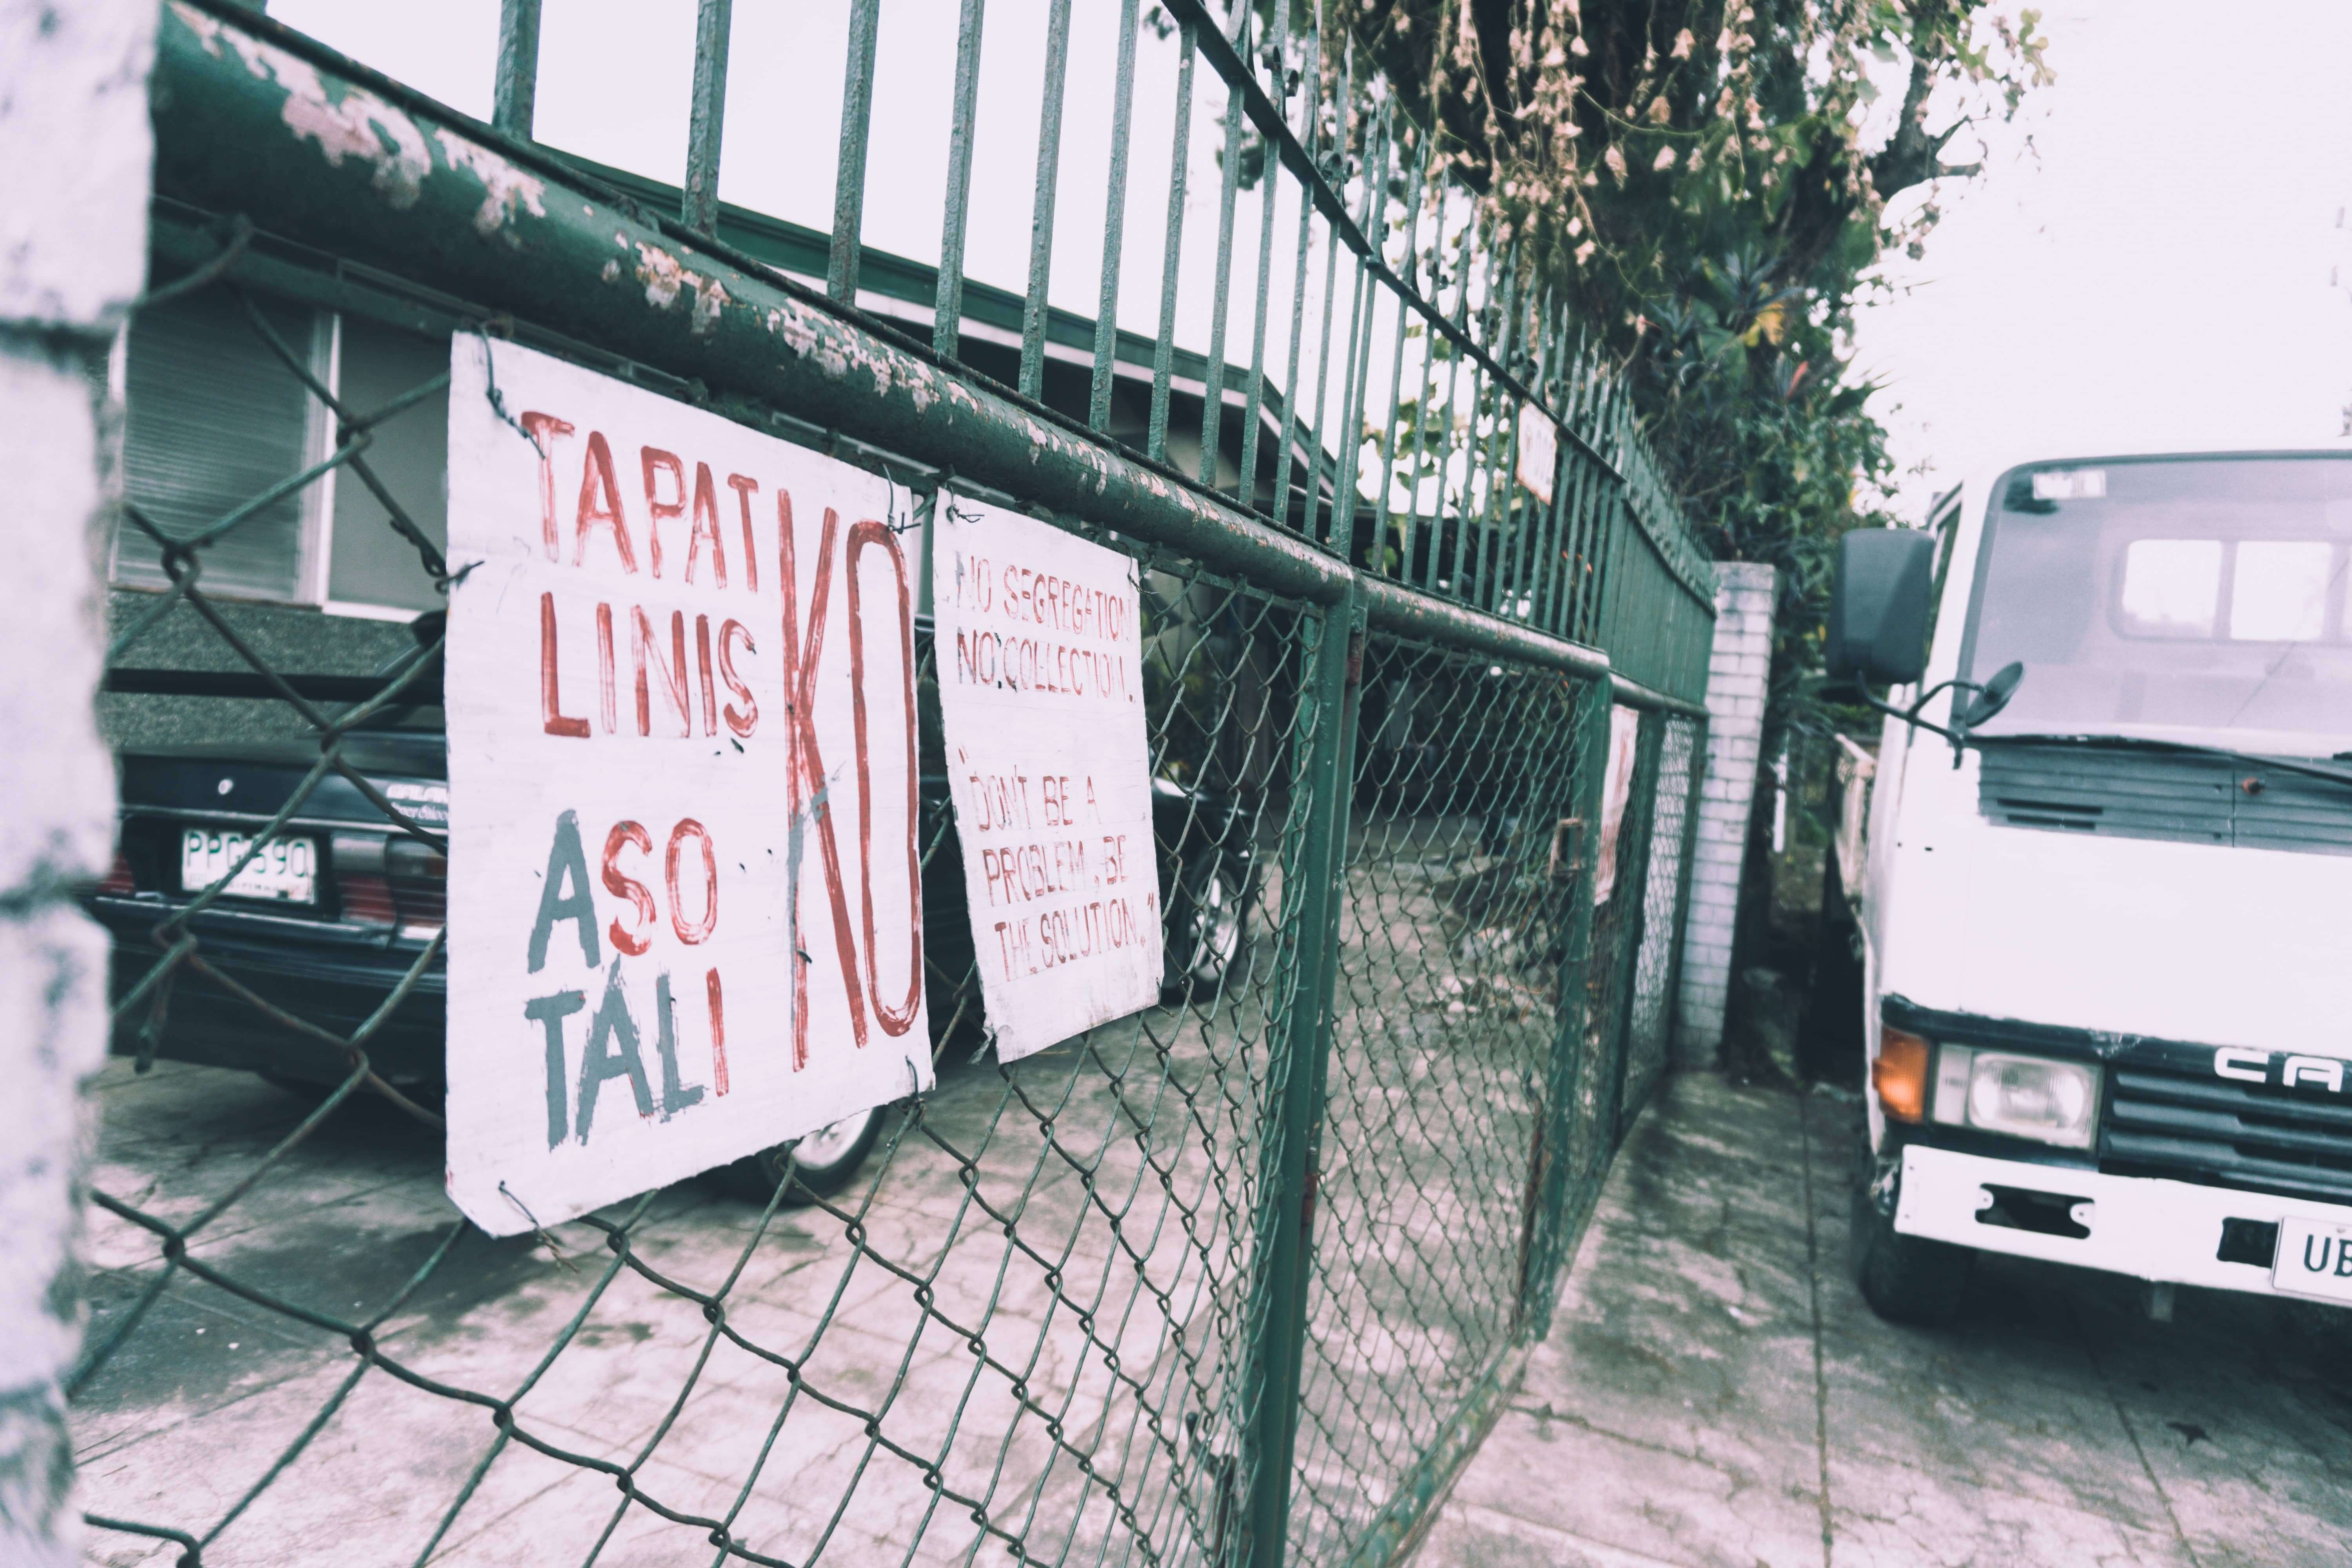 TAPAT KO
LINIS
ASO
TALI
NO SEGREGATION
NO.COLLECTION.
"DON'T BE A
PROBLEM, BE
THE SOLUTION."
GALAN
PPG 590
CA
UB